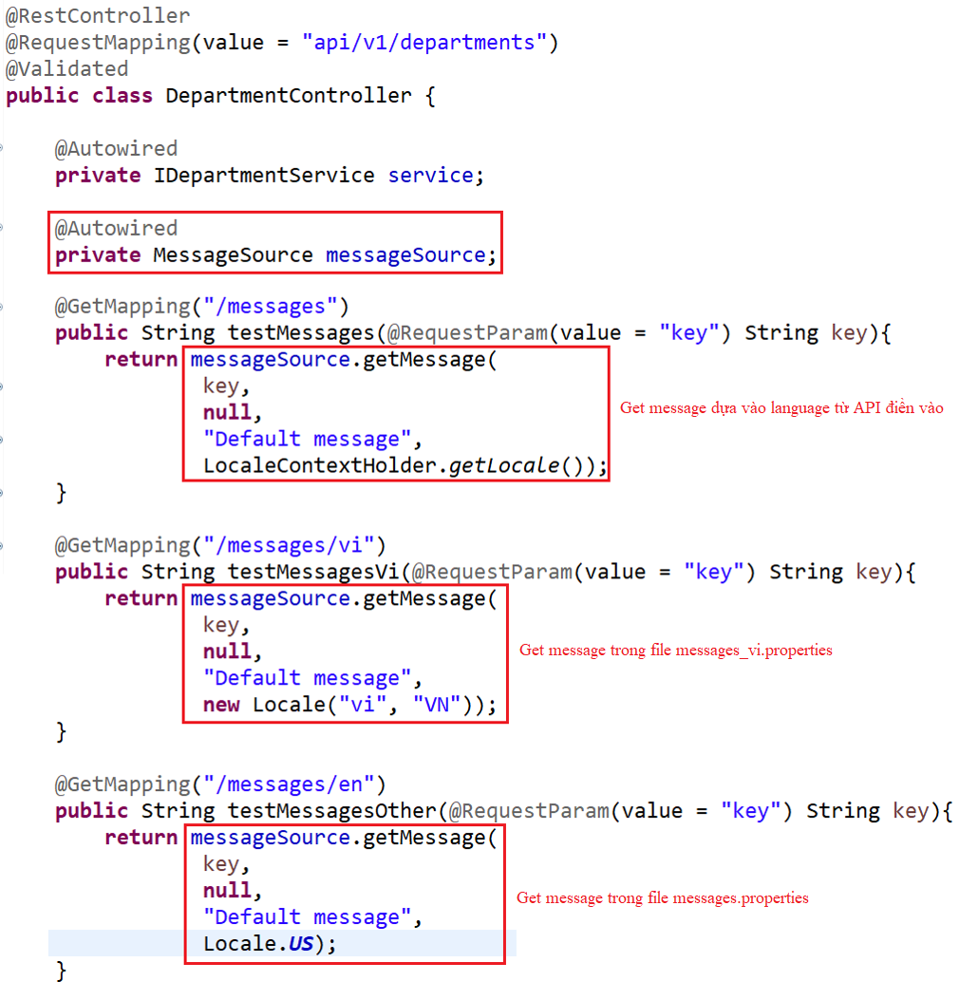 @RestController
@RequestMapping(value = "api/v1/departments")
@Validated
public class DepartmentController {
@Autowired
private IDepartmentService service;
@Autowired
private MessageSource messageSource;
@GetMapping("/messages")
public String testMessages(@RequestParam(value = "key") String key){
return messageSource.getMessage(
key,
null,
"Default message",
LocaleContextHolder.getLocale());
Get message dựa vào language từ API điền vào
}
@GetMapping("/messages/vi")
public String testMessagesVi(@RequestParam(value = "key") String key){
return messageSource.getMessage(
key,
null,
"Default message",
new Locale("vi", "VN"));
Get message trong file messages_vi.properties
}
@GetMapping("/messages/en")
public String testMessagesOther(@RequestParam(value = "key") String key){
return messageSource.getMessage(
key,
null,
"Default message",
Locale.US);
Get message trong file messages.properties
}